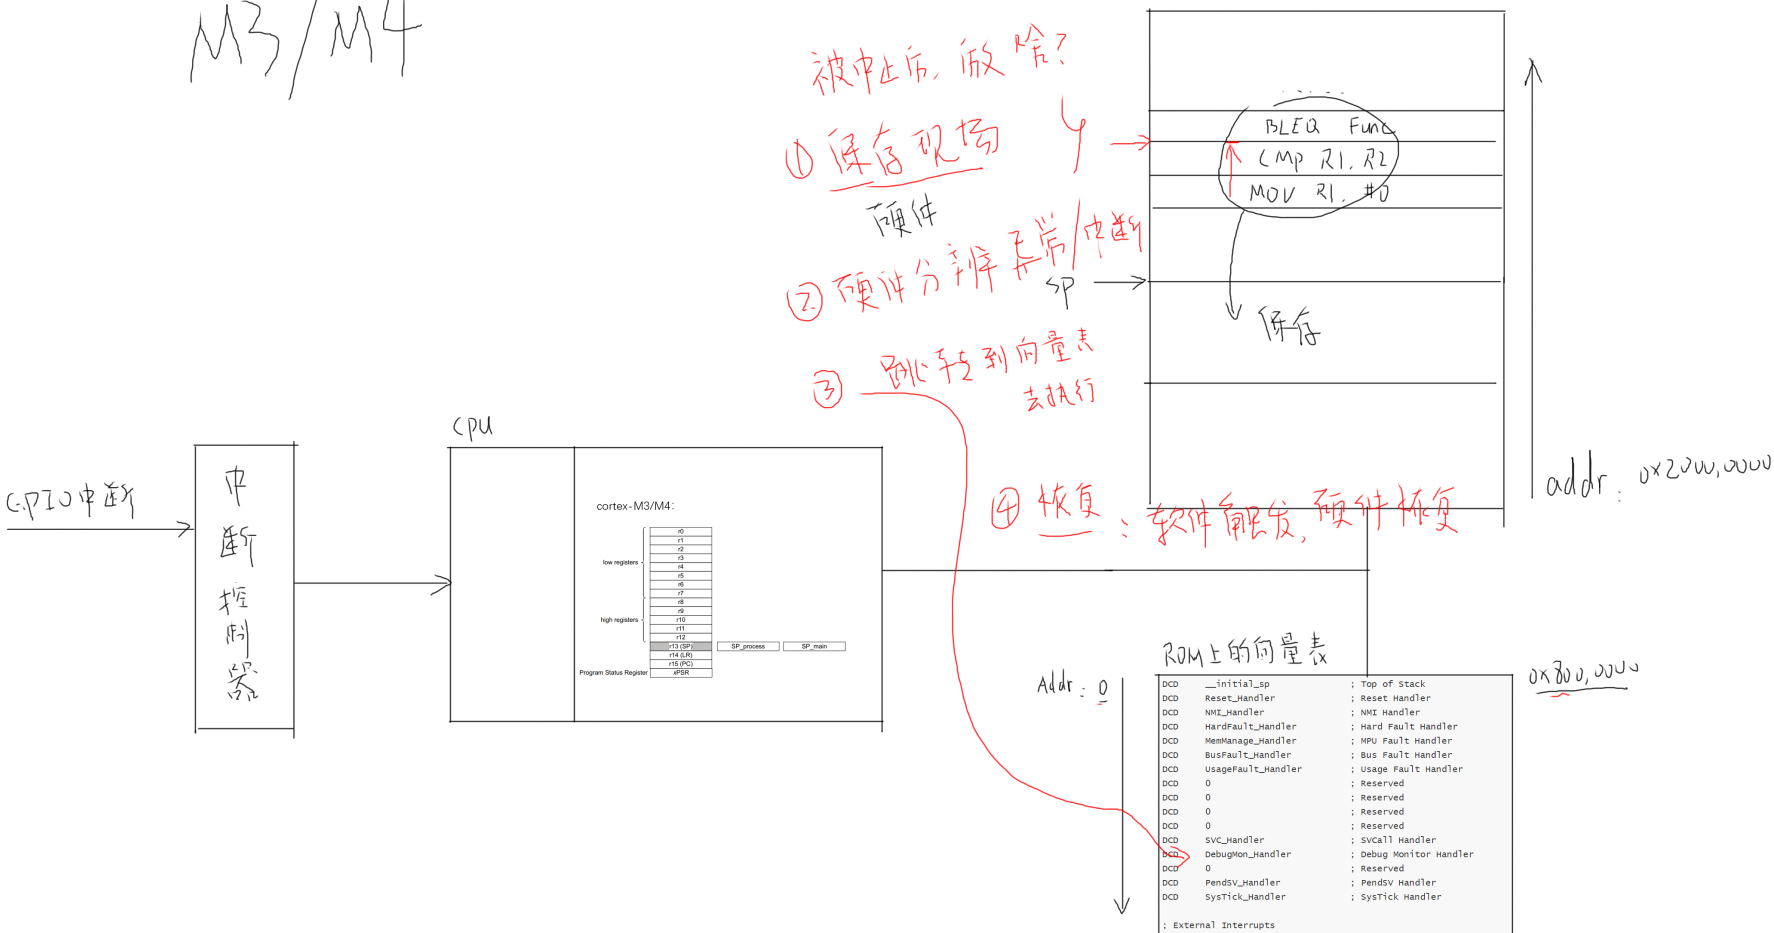 M3/M4
被中止后, 做啥?
① 保存现场
硬件
② 硬件分辨异常/中断
③ 跳转到向量表
去执行
④ 恢复: 软件触发, 硬件恢复
.....
BLEQ Func
CMP R1, R2
MOV R1, #0
SP
保存
addr: 0x2000,0000
GPIO中断
中断控制器
CPU
cortex-M3/M4:
r0
r1
r2
r3
low registers
r4
r5
r6
r7
r8
r9
high registers
r10
r11
r12
r13 (SP) SP_process SP_main
r14 (LR)
r15 (PC)
Program Status Register xPSR
ROM上的向量表
Addr: 0
0x800,0000
DCD __initial_sp ; Top of Stack
DCD Reset_Handler ; Reset Handler
DCD NMI_Handler ; NMI Handler
DCD HardFault_Handler ; Hard Fault Handler
DCD MemManage_Handler ; MPU Fault Handler
DCD BusFault_Handler ; Bus Fault Handler
DCD UsageFault_Handler ; Usage Fault Handler
DCD 0 ; Reserved
DCD 0 ; Reserved
DCD 0 ; Reserved
DCD 0 ; Reserved
DCD SVC_Handler ; SVCall Handler
DCD DebugMon_Handler ; Debug Monitor Handler
DCD 0 ; Reserved
DCD PendSV_Handler ; PendSV Handler
DCD SysTick_Handler ; SysTick Handler
; External Interrupts